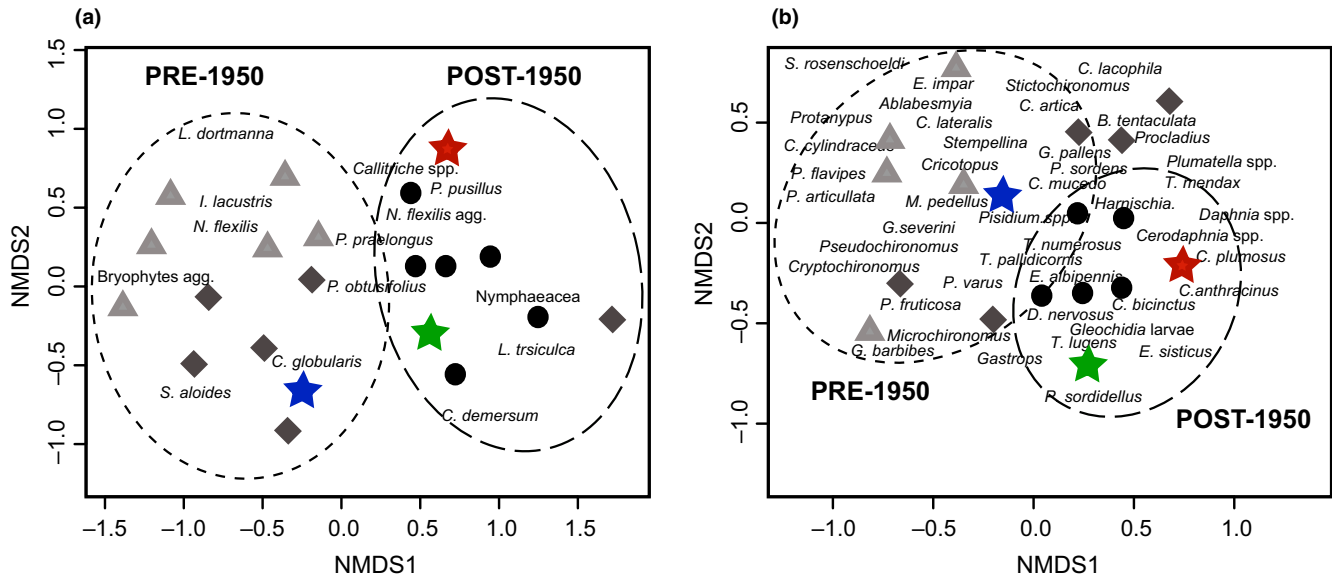 (a)
PRE-1950
POST-1950
L. dortmanna
Callitriche spp.
P. pusillus
I. lacustris
N. flexilis agg.
N. flexilis
P. praelongus
Bryophytes agg.
P. obtusifolius
Nymphaeacea
L. trsiculca
C. globularis
S. aloides
C. demersum
1.5
1.0
0.5
0.0
–0.5
–1.0
NMDS2
–1.5
–1.0
–0.5
0.0
0.5
1.0
1.5
NMDS1
(b)
S. rosenschoeldi
C. lacophila
E. impar
Stictochironomus
Ablabesmyia
C. artica
Protanypus
C. lateralis
B. tentaculata
C. cylindracea
Stempellina
Procladius
G. pallens
Cricotopus
P. sordens
Plumatella spp.
P. flavipes
C. mucedo
T. mendax
P. articullata
M. pedellus
Harnischia.
Pisidium spp
Daphnia spp.
G.severini
Cerodaphnia spp.
Pseudochironomus
T. numerosus
T. paludicornis
C. plumosus
Cryptochironomus
P. varus
E. albipennis
C.anthracinus
P. fruticosa
C. bicinctus
D. nervosus
Microchironomus
Gleochidia larvae
G. barbibes
Gastrops
T. lugens
E. sisticus
P. sordidellus
PRE-1950
POST-1950
0.5
0.0
–0.5
–1.0
NMDS2
–1.0
–0.5
0.0
0.5
1.0
NMDS1